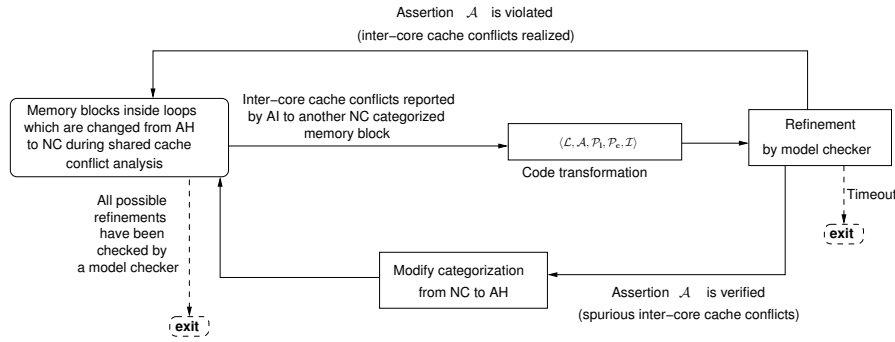 Assertion 𝒜 is violated
(inter-core cache conflicts realized)
Memory blocks inside loops
which are changed from AH
to NC during shared cache
conflict analysis
Inter-core cache conflicts reported
by AI to another NC categorized
memory block
⟨ℒ, 𝒜, 𝒫l, 𝒫c, ℐ⟩
Code transformation
Refinement
by model checker
Timeout
exit
All possible
refinements
have been
checked by
a model checker
exit
Modify categorization
from NC to AH
Assertion 𝒜 is verified
(spurious inter-core cache conflicts)